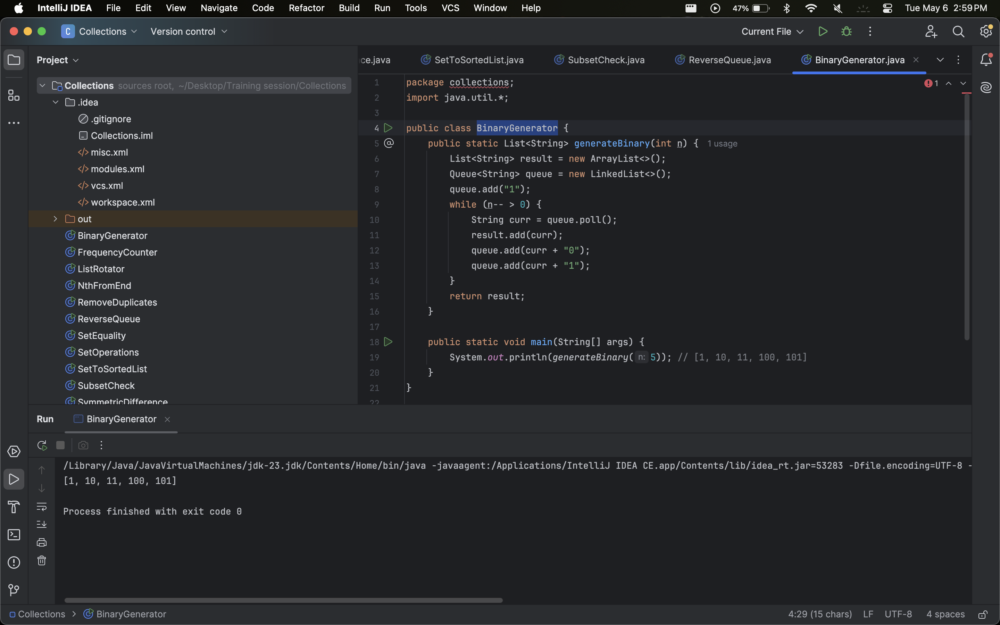 IntelliJ IDEA File Edit View Navigate Code Refactor Build Run Tools VCS Window Help 47% Tue May 6 2:59 PM
C Collections Version control Current File
Project
ce.java SetToSortedList.java SubsetCheck.java ReverseQueue.java BinaryGenerator.java
Collections sources root, ~/Desktop/Training session/Collections
.idea
.gitignore
Collections.iml
misc.xml
modules.xml
vcs.xml
workspace.xml
out
BinaryGenerator
FrequencyCounter
ListRotator
NthFromEnd
RemoveDuplicates
ReverseQueue
SetEquality
SetOperations
SetToSortedList
SubsetCheck
SymmetricDifference
1 package collections;
1
2 import java.util.*;
3
4 public class BinaryGenerator {
5 public static List<String> generateBinary(int n) { 1 usage
6 List<String> result = new ArrayList<>();
7 Queue<String> queue = new LinkedList<>();
8 queue.add("1");
9 while (n-- > 0) {
10 String curr = queue.poll();
11 result.add(curr);
12 queue.add(curr + "0");
13 queue.add(curr + "1");
14 }
15 return result;
16 }
17
18 public static void main(String[] args) {
19 System.out.println(generateBinary( n: 5)); // [1, 10, 11, 100, 101]
20 }
21 }
22
Run BinaryGenerator
/Library/Java/JavaVirtualMachines/jdk-23.jdk/Contents/Home/bin/java -javaagent:/Applications/IntelliJ IDEA CE.app/Contents/lib/idea_rt.jar=53283 -Dfile.encoding=UTF-8 -
[1, 10, 11, 100, 101]
Process finished with exit code 0
Collections > BinaryGenerator 4:29 (15 chars) LF UTF-8 4 spaces